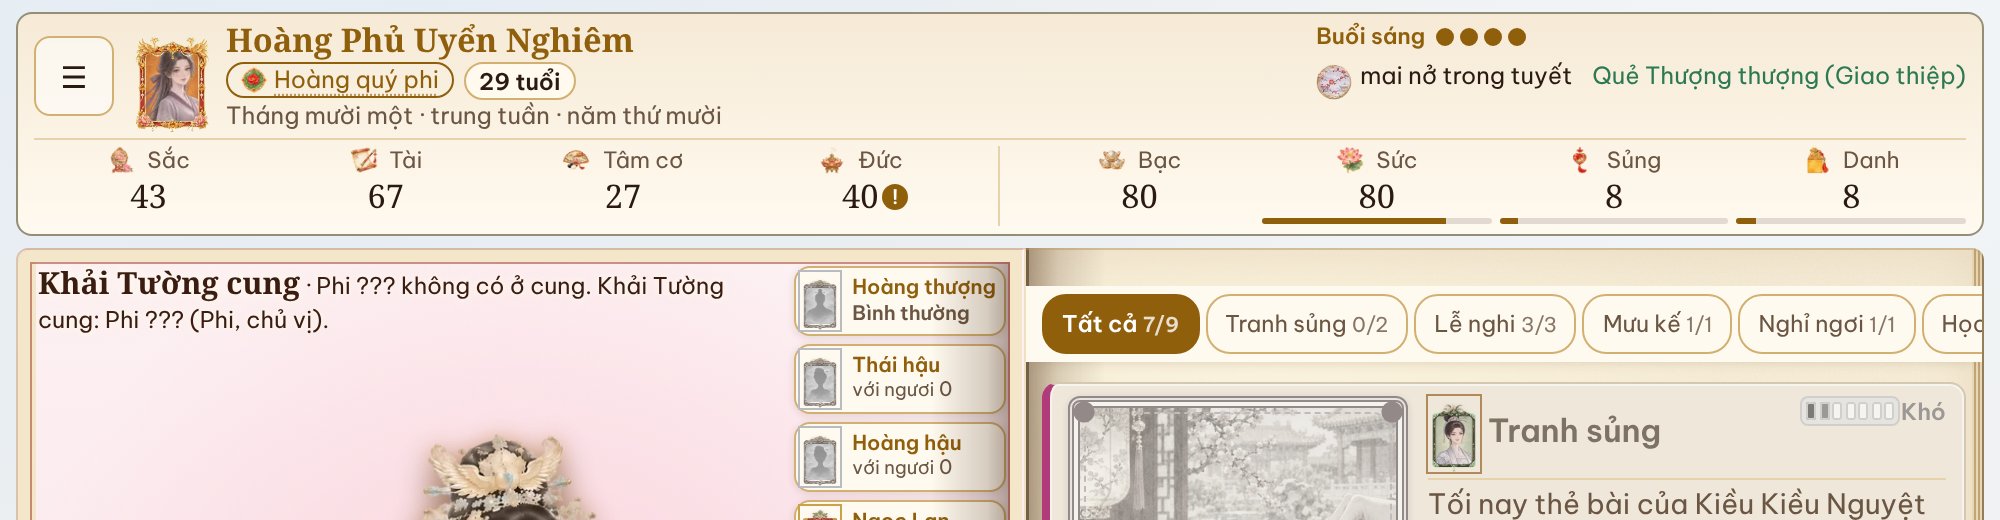 Hoàng Phủ Uyển Nghiêm
Hoàng quý phi
29 tuổi
Tháng mười một · trung tuần · năm thứ mười
Buổi sáng
mai nở trong tuyết
Quẻ Thượng thượng (Giao thiệp)
Sắc
43
Tài
67
Tâm cơ
27
Đức
40
!
Bạc
80
Sức
80
Sủng
8
Danh
8
Khải Tường cung · Phi ??? không có ở cung. Khải Tường
cung: Phi ??? (Phi, chủ vị).
Hoàng thượng
Bình thường
Thái hậu
với ngươi 0
Hoàng hậu
với ngươi 0
Ngọc Lan
Tất cả 7/9
Tranh sủng 0/2
Lễ nghi 3/3
Mưu kế 1/1
Nghỉ ngơi 1/1
Tranh sủng
Khó
Tối nay thẻ bài của Kiều Kiều Nguyệt